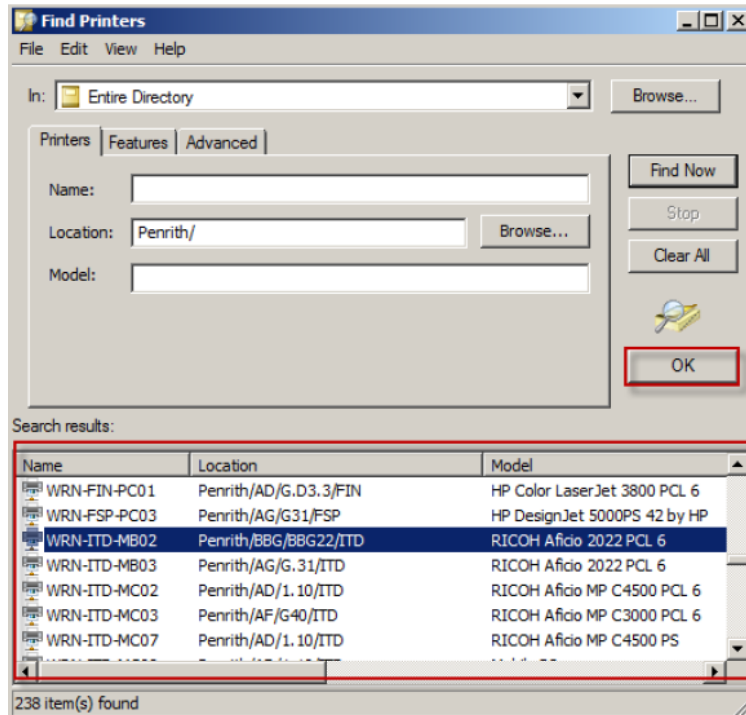 Find Printers
File Edit View Help
In: Entire Directory Browse...
Printers Features Advanced
Find Now
Name:
Stop
Location: Penrith/ Browse...
Clear All
Model:
OK
Search results:
Name Location Model
WRN-FIN-PC01 Penrith/AD/G.D3.3/FIN HP Color LaserJet 3800 PCL 6
WRN-FSP-PC03 Penrith/AG/G31/FSP HP DesignJet 5000PS 42 by HP
WRN-ITD-MB02 Penrith/BBG/BBG22/ITD RICOH Aficio 2022 PCL 6
WRN-ITD-MB03 Penrith/AG/G.31/ITD RICOH Aficio 2022 PCL 6
WRN-ITD-MC02 Penrith/AD/1.10/ITD RICOH Aficio MP C4500 PCL 6
WRN-ITD-MC03 Penrith/AF/G40/ITD RICOH Aficio MP C3000 PCL 6
WRN-ITD-MC07 Penrith/AD/1.10/ITD RICOH Aficio MP C4500 PS
238 item(s) found